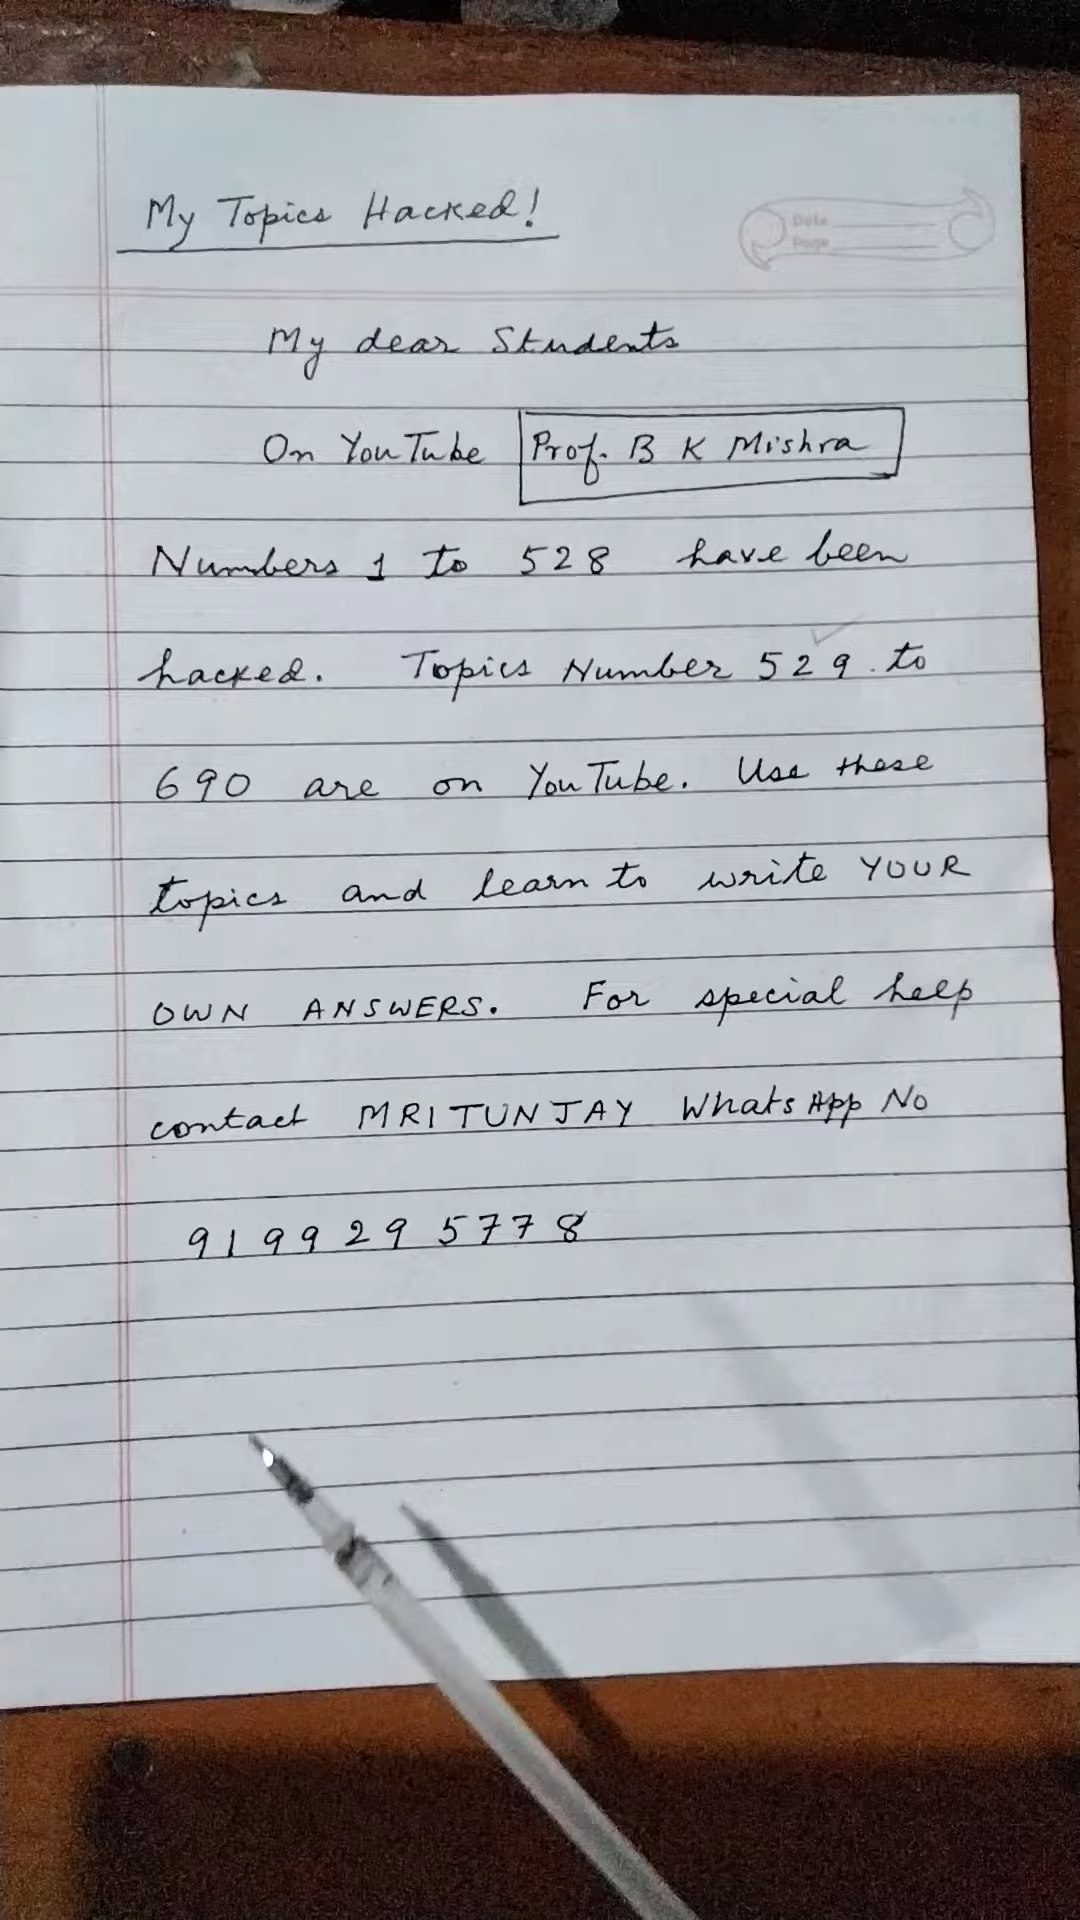 My Topics Hacked!
Date
Page
My dear Students
On YouTube Prof. B K Mishra
Numbers 1 to 528 have been
hacked. Topics Number 529. to
690 are on YouTube. Use these
topics and learn to write YOUR
OWN ANSWERS. For special help
contact MRITUNJAY WhatsApp No
9199295778